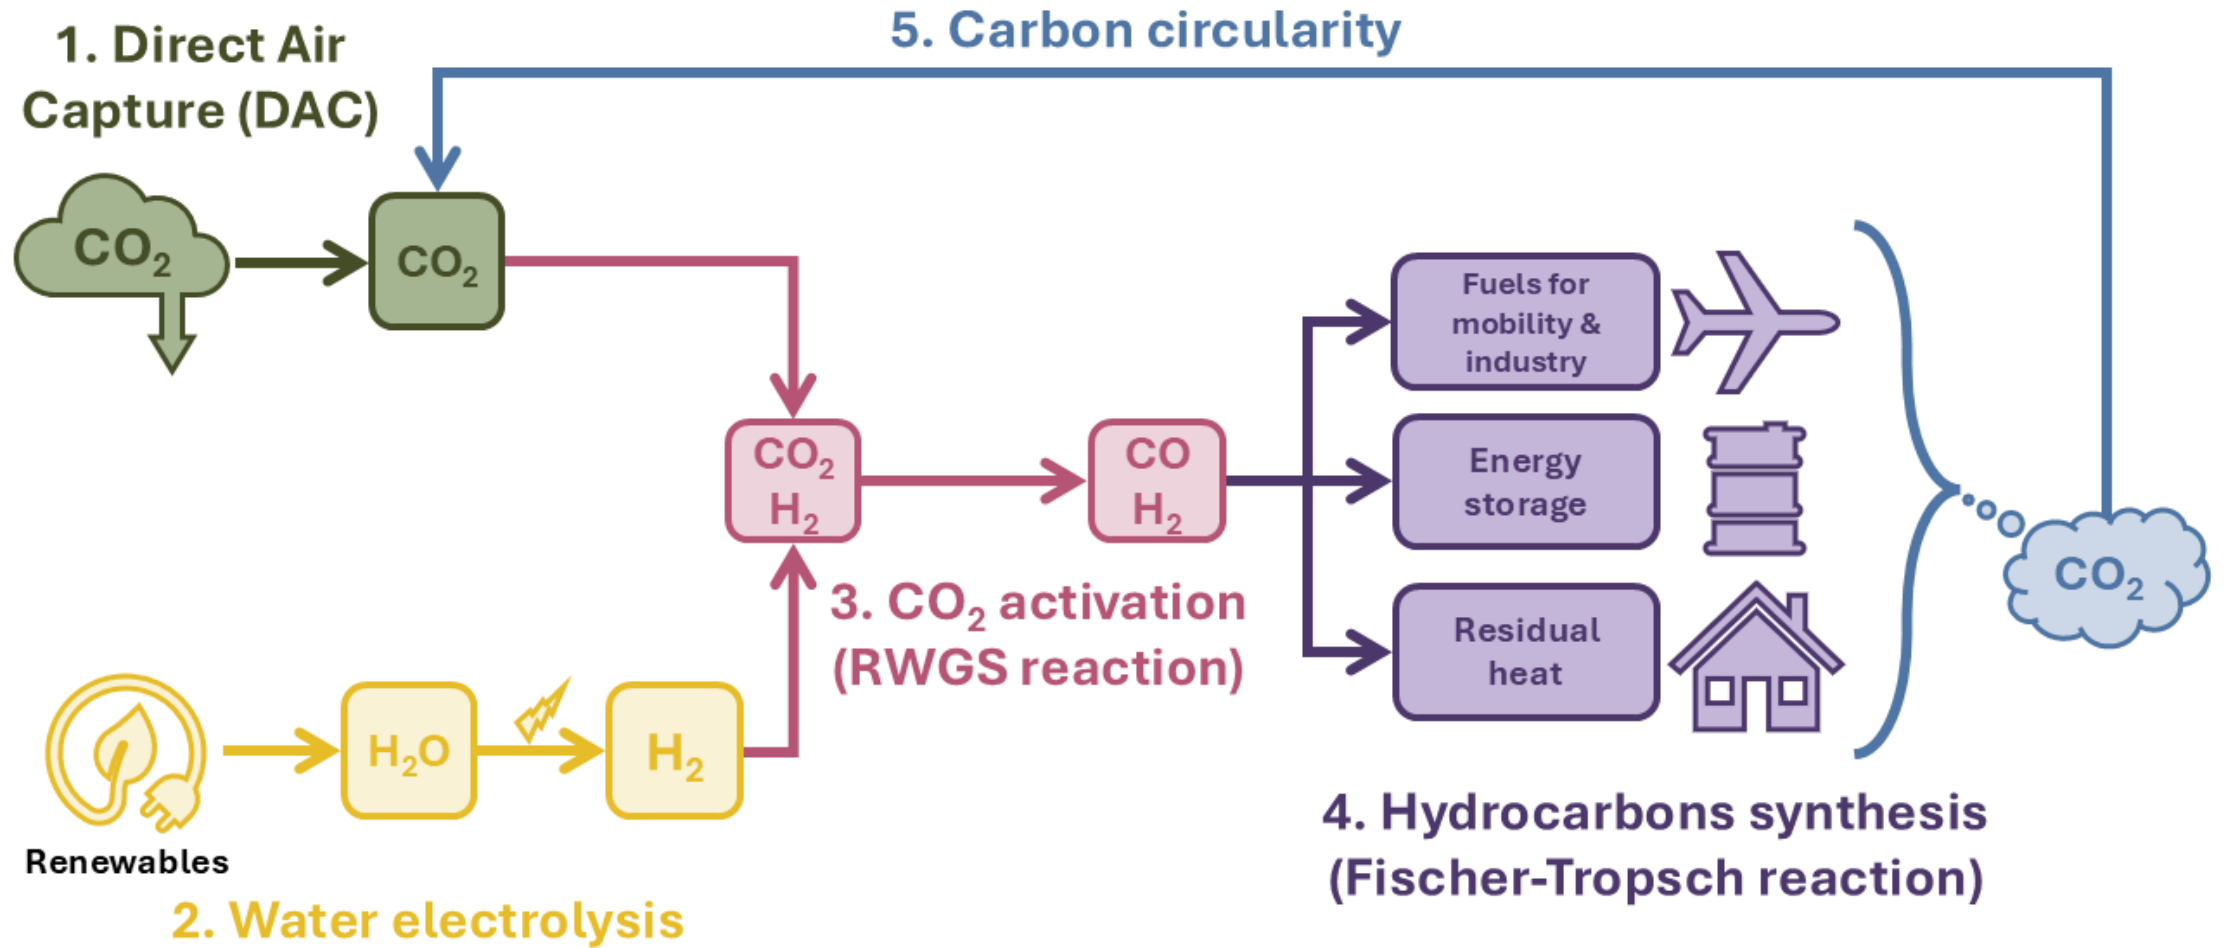 5. Carbon circularity
1. Direct Air
Capture (DAC)
CO₂
CO₂
CO₂
H₂
CO
H₂
Fuels for
mobility &
industry
Energy
storage
Residual
heat
CO₂
3. CO₂ activation
(RWGS reaction)
H₂O
H₂
Renewables
2. Water electrolysis
4. Hydrocarbons synthesis
(Fischer-Tropsch reaction)